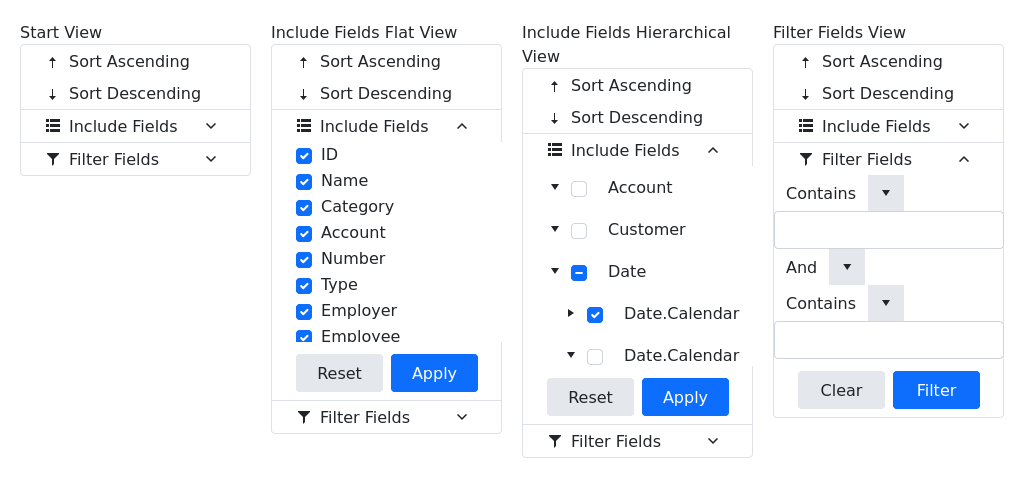 Start View
Sort Ascending
Sort Descending
Include Fields
Filter Fields
Include Fields Flat View
Sort Ascending
Sort Descending
Include Fields
ID
Name
Category
Account
Number
Type
Employer
Employee
Reset Apply
Filter Fields
Include Fields Hierarchical
View
Sort Ascending
Sort Descending
Include Fields
Account
Customer
Date
Date.Calendar
Date.Calendar
Reset Apply
Filter Fields
Filter Fields View
Sort Ascending
Sort Descending
Include Fields
Filter Fields
Contains
And
Contains
Clear Filter